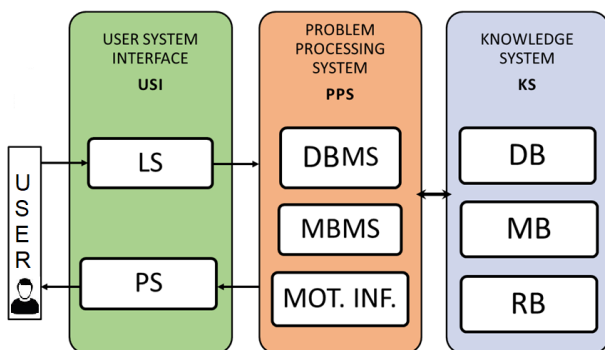 USER SYSTEM
INTERFACE
USI
PROBLEM
PROCESSING
SYSTEM
PPS
KNOWLEDGE
SYSTEM
KS
USER
LS
PS
DBMS
MBMS
MOT. INF.
DB
MB
RB